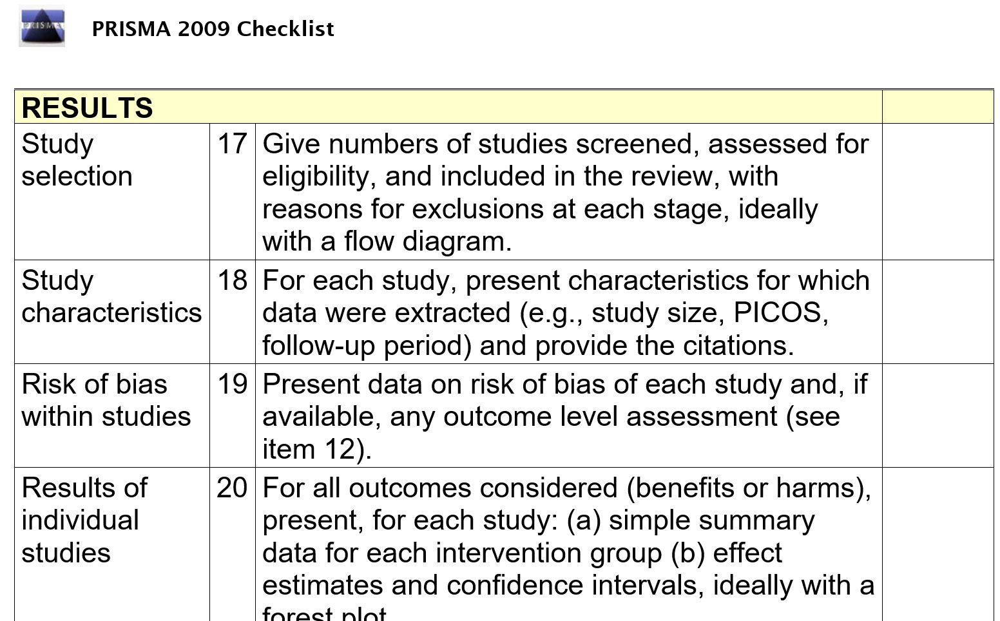 PRISMA
PRISMA 2009 Checklist
RESULTS
Study
selection
17
Give numbers of studies screened, assessed for
eligibility, and included in the review, with
reasons for exclusions at each stage, ideally
with a flow diagram.
Study
characteristics
18
For each study, present characteristics for which
data were extracted (e.g., study size, PICOS,
follow-up period) and provide the citations.
Risk of bias
within studies
19
Present data on risk of bias of each study and, if
available, any outcome level assessment (see
item 12).
Results of
individual
studies
20
For all outcomes considered (benefits or harms),
present, for each study: (a) simple summary
data for each intervention group (b) effect
estimates and confidence intervals, ideally with a
forest plot